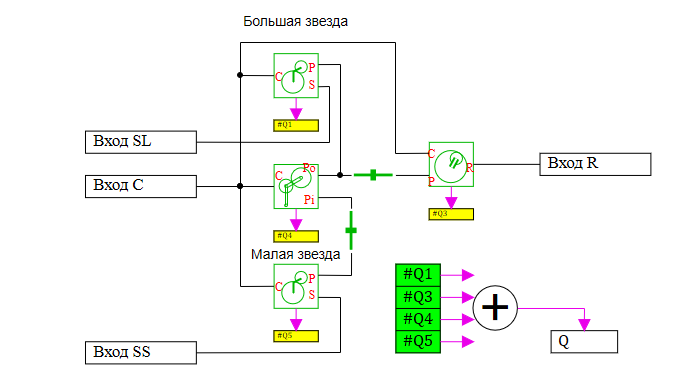 Большая звезда
C P
S
#Q1
Вход SL
C Po
Pi
Вход C
C
P R
Вход R
#Q4
#Q3
Малая звезда
C P
S
#Q5
Вход SS
#Q1
#Q3
#Q4
#Q5
+
Q